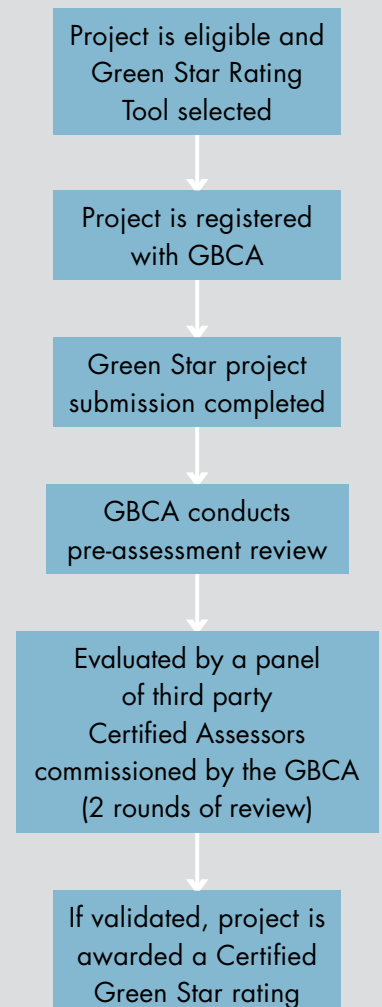 Project is eligible and
Green Star Rating
Tool selected
Project is registered
with GBCA
Green Star project
submission completed
GBCA conducts
pre-assessment review
Evaluated by a panel
of third party
Certified Assessors
commissioned by the GBCA
(2 rounds of review)
If validated, project is
awarded a Certified
Green Star rating